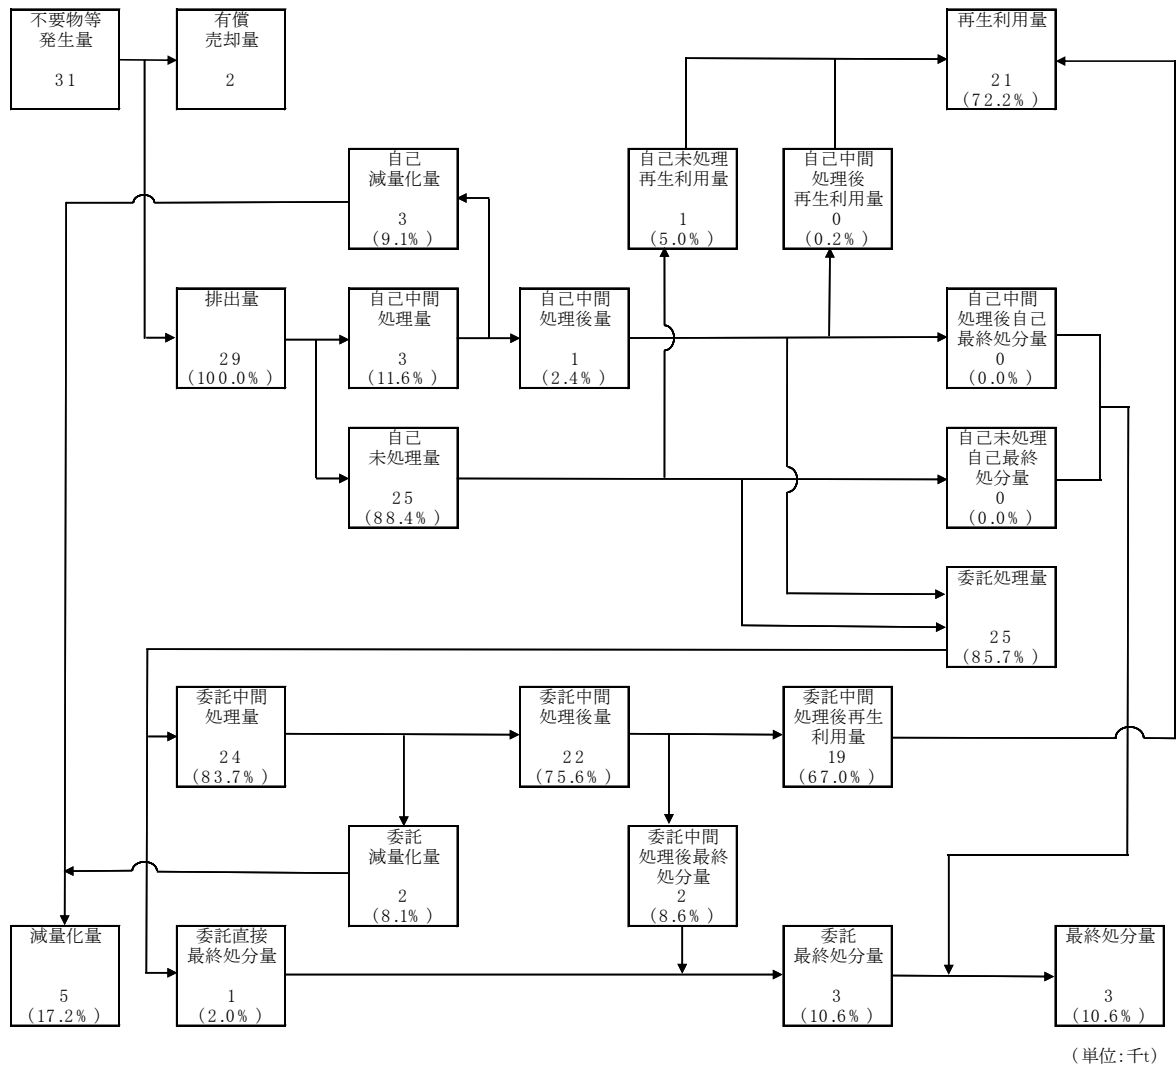 不要物等
発生量
31
有償
売却量
2
再生利用量
21
(72.2%)
自己
減量化量
3
(9.1%)
自己未処理
再生利用量
1
(5.0%)
自己中間
処理後
再生利用量
0
(0.2%)
排出量
29
(100.0%)
自己中間
処理量
3
(11.6%)
自己中間
処理後量
1
(2.4%)
自己中間
処理後自己
最終処分量
0
(0.0%)
自己
未処理量
25
(88.4%)
自己未処理
自己最終
処分量
0
(0.0%)
委託処理量
25
(85.7%)
委託中間
処理量
24
(83.7%)
委託中間
処理後量
22
(75.6%)
委託中間
処理後再生
利用量
19
(67.0%)
委託
減量化量
2
(8.1%)
委託中間
処理後最終
処分量
2
(8.6%)
減量化量
5
(17.2%)
委託直接
最終処分量
1
(2.0%)
委託
最終処分量
3
(10.6%)
最終処分量
3
(10.6%)
(単位:千t)